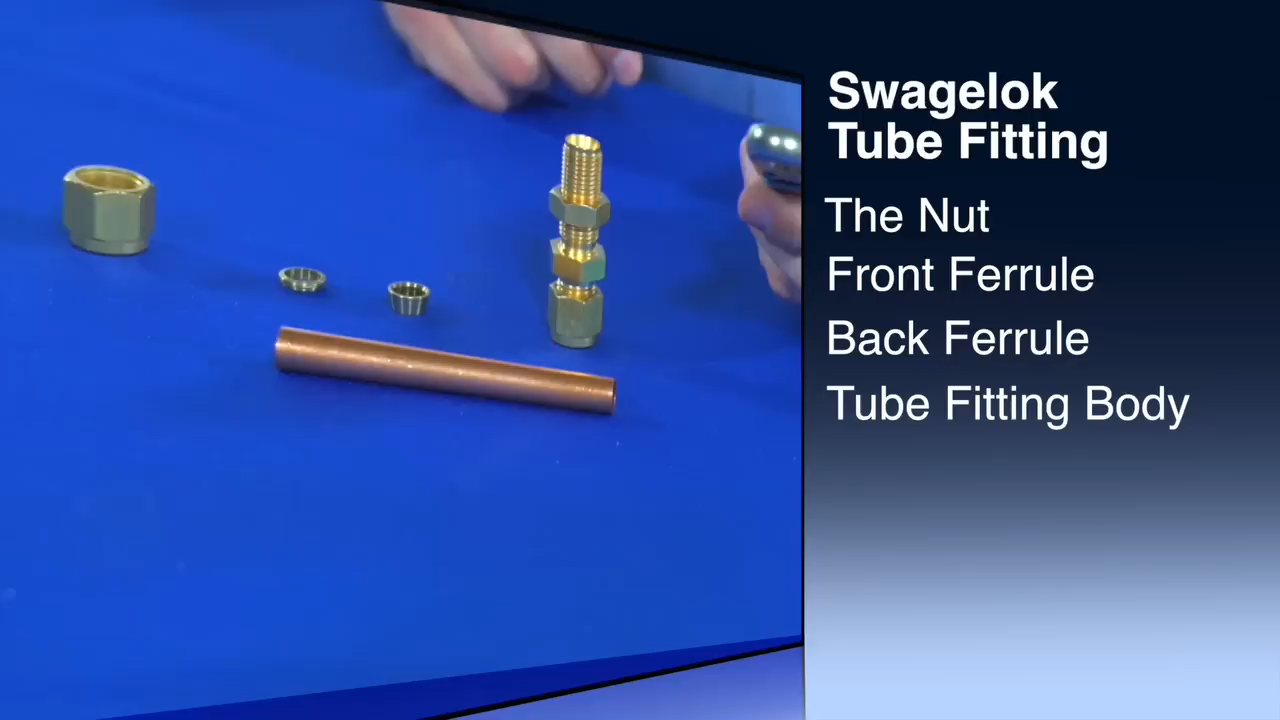 Swagelok
Tube Fitting
The Nut
Front Ferrule
Back Ferrule
Tube Fitting Body